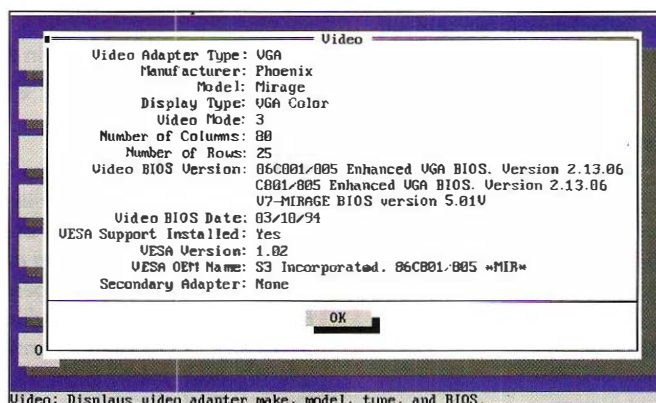 Video
Video Adapter Type: VGA
Manufacturer: Phoenix
Model: Mirage
Display Type: VGA Color
Video Mode: 3
Number of Columns: 80
Number of Rows: 25
Video BIOS Version: 86C801/805 Enhanced VGA BIOS. Version 2.13.06
C801/805 Enhanced VGA BIOS. Version 2.13.06
V7-MIRAGE BIOS version 5.01V
Video BIOS Date: 03/10/94
VESA Support Installed: Yes
VESA Version: 1.02
VESA OEM Name: S3 Incorporated. 86C801/805 *MIR*
Secondary Adapter: None
OK
O
Video: Displays video adapter make, model, type, and BIOS.